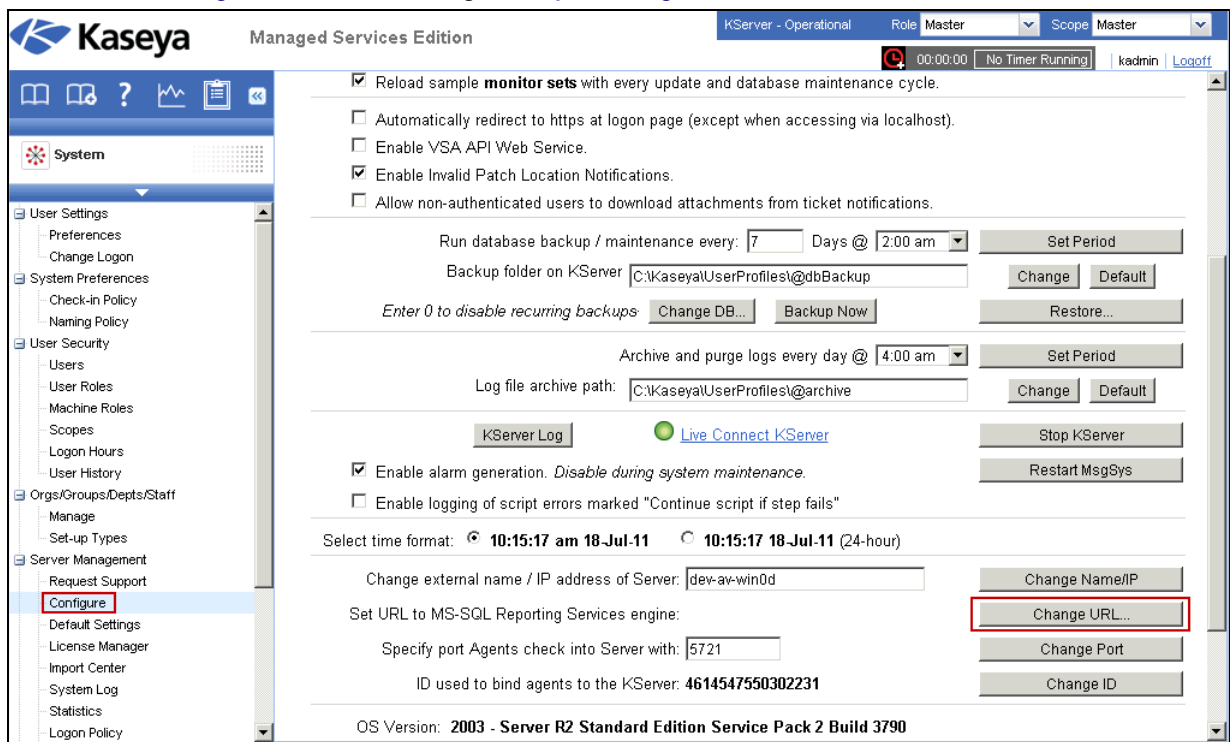 Kaseya
Managed Services Edition
KServer - Operational Role Master Scope Master
00:00:00 No Timer Running kadmin Logoff
System
User Settings
Preferences
Change Logon
System Preferences
Check-in Policy
Naming Policy
User Security
Users
User Roles
Machine Roles
Scopes
Logon Hours
User History
Orgs/Groups/Depts/Staff
Manage
Set-up Types
Server Management
Request Support
Configure
Default Settings
License Manager
Import Center
System Log
Statistics
Logon Policy
Reload sample monitor sets with every update and database maintenance cycle.
Automatically redirect to https at logon page (except when accessing via localhost).
Enable VSA API Web Service.
Enable Invalid Patch Location Notifications.
Allow non-authenticated users to download attachments from ticket notifications.
Run database backup / maintenance every: 7 Days @ 2:00 am Set Period
Backup folder on KServer C:\Kaseya\UserProfiles\@dbBackup Change Default
Enter 0 to disable recurring backups Change DB... Backup Now Restore...
Archive and purge logs every day @ 4:00 am Set Period
Log file archive path: C:\Kaseya\UserProfiles\@archive Change Default
KServer Log Live Connect KServer Stop KServer
Enable alarm generation. Disable during system maintenance. Restart MsgSys
Enable logging of script errors marked "Continue script if step fails"
Select time format: 10:15:17 am 18-Jul-11 10:15:17 18-Jul-11 (24-hour)
Change external name / IP address of Server: dev-av-win0d Change Name/IP
Set URL to MS-SQL Reporting Services engine: Change URL...
Specify port Agents check into Server with: 5721 Change Port
ID used to bind agents to the KServer: 4614547550302231 Change ID
OS Version: 2003 - Server R2 Standard Edition Service Pack 2 Build 3790